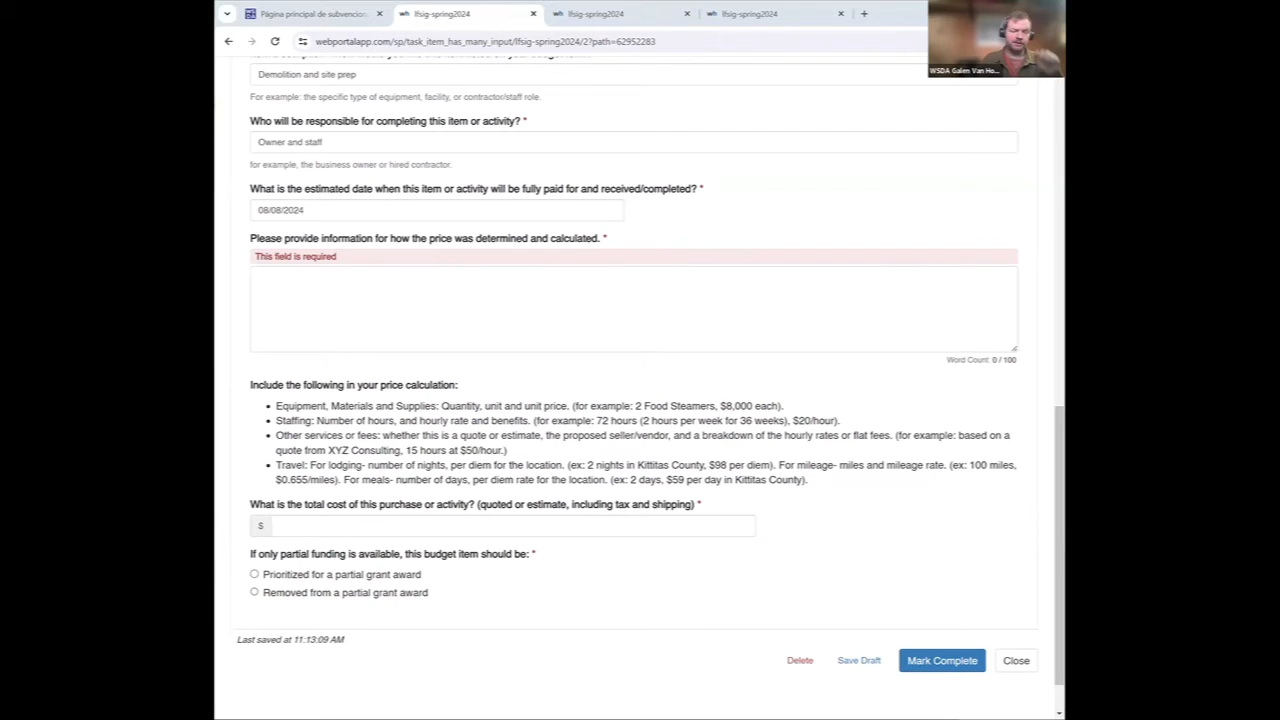 Página principal de subvencion
lfsig-spring2024
lfsig-spring2024
lfsig-spring2024
webportalapp.com/sp/task_item_has_many_input/lfsig-spring2024/2?path=62952283
WSDA Galen Van Ho...
Demolition and site prep
For example: the specific type of equipment, facility, or contractor/staff role.
Who will be responsible for completing this item or activity? *
Owner and staff
for example, the business owner or hired contractor.
What is the estimated date when this item or activity will be fully paid for and received/completed? *
08/08/2024
Please provide information for how the price was determined and calculated. *
This field is required
Word Count: 0 / 100
Include the following in your price calculation:
• Equipment, Materials and Supplies: Quantity, unit and unit price. (for example: 2 Food Steamers, $8,000 each).
• Staffing: Number of hours, and hourly rate and benefits. (for example: 72 hours (2 hours per week for 36 weeks), $20/hour).
• Other services or fees: whether this is a quote or estimate, the proposed seller/vendor, and a breakdown of the hourly rates or flat fees. (for example: based on a
quote from XYZ Consulting, 15 hours at $50/hour.)
• Travel: For lodging- number of nights, per diem for the location. (ex: 2 nights in Kittitas County, $98 per diem). For mileage- miles and mileage rate. (ex: 100 miles,
$0.655/miles). For meals- number of days, per diem rate for the location. (ex: 2 days, $59 per day in Kittitas County).
What is the total cost of this purchase or activity? (quoted or estimate, including tax and shipping) *
$
If only partial funding is available, this budget item should be: *
Prioritized for a partial grant award
Removed from a partial grant award
Last saved at 11:13:09 AM
Delete
Save Draft
Mark Complete
Close